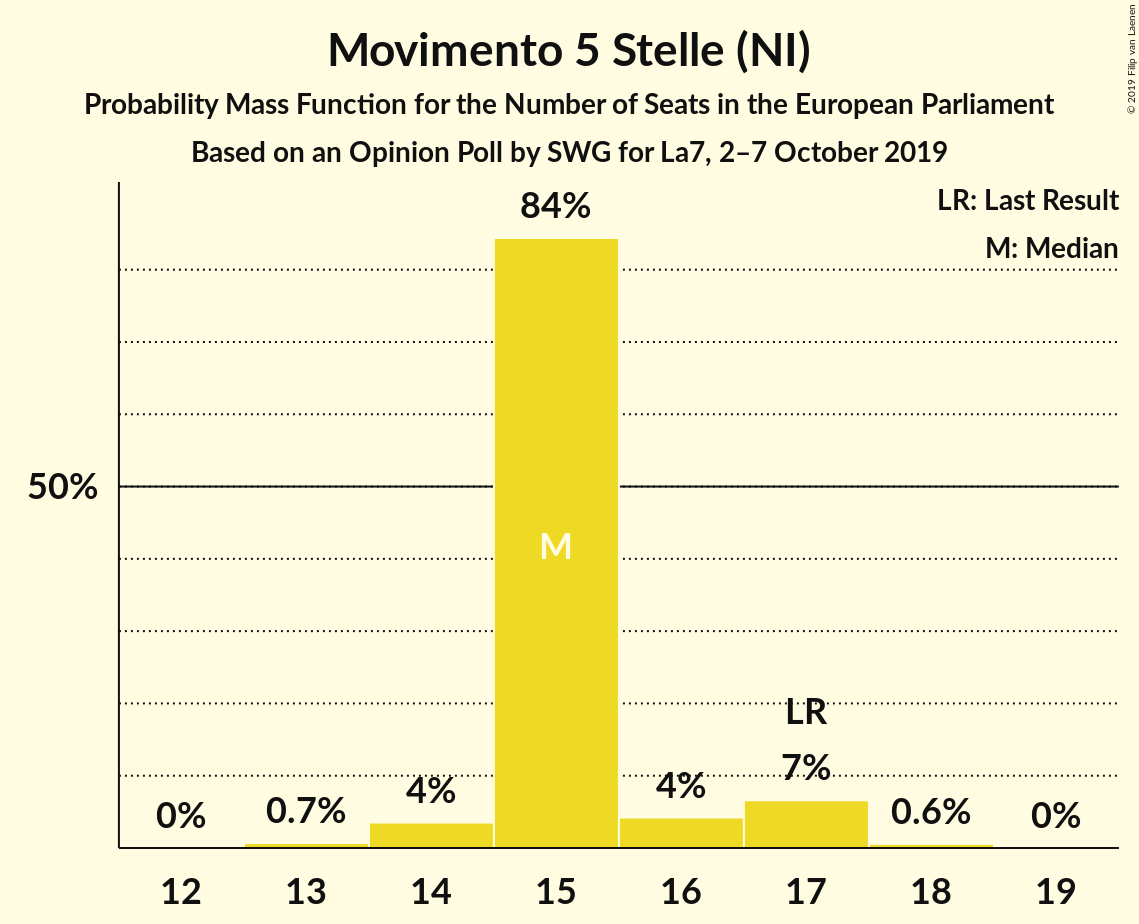 Movimento 5 Stelle (NI)
Probability Mass Function for the Number of Seats in the European Parliament
Based on an Opinion Poll by SWG for La7, 2–7 October 2019
© 2019 Filip van Laenen
LR: Last Result
M: Median
84%
50%
M
LR
7%
4%
4%
0%
0.7%
0.6%
0%
12 13 14 15 16 17 18 19